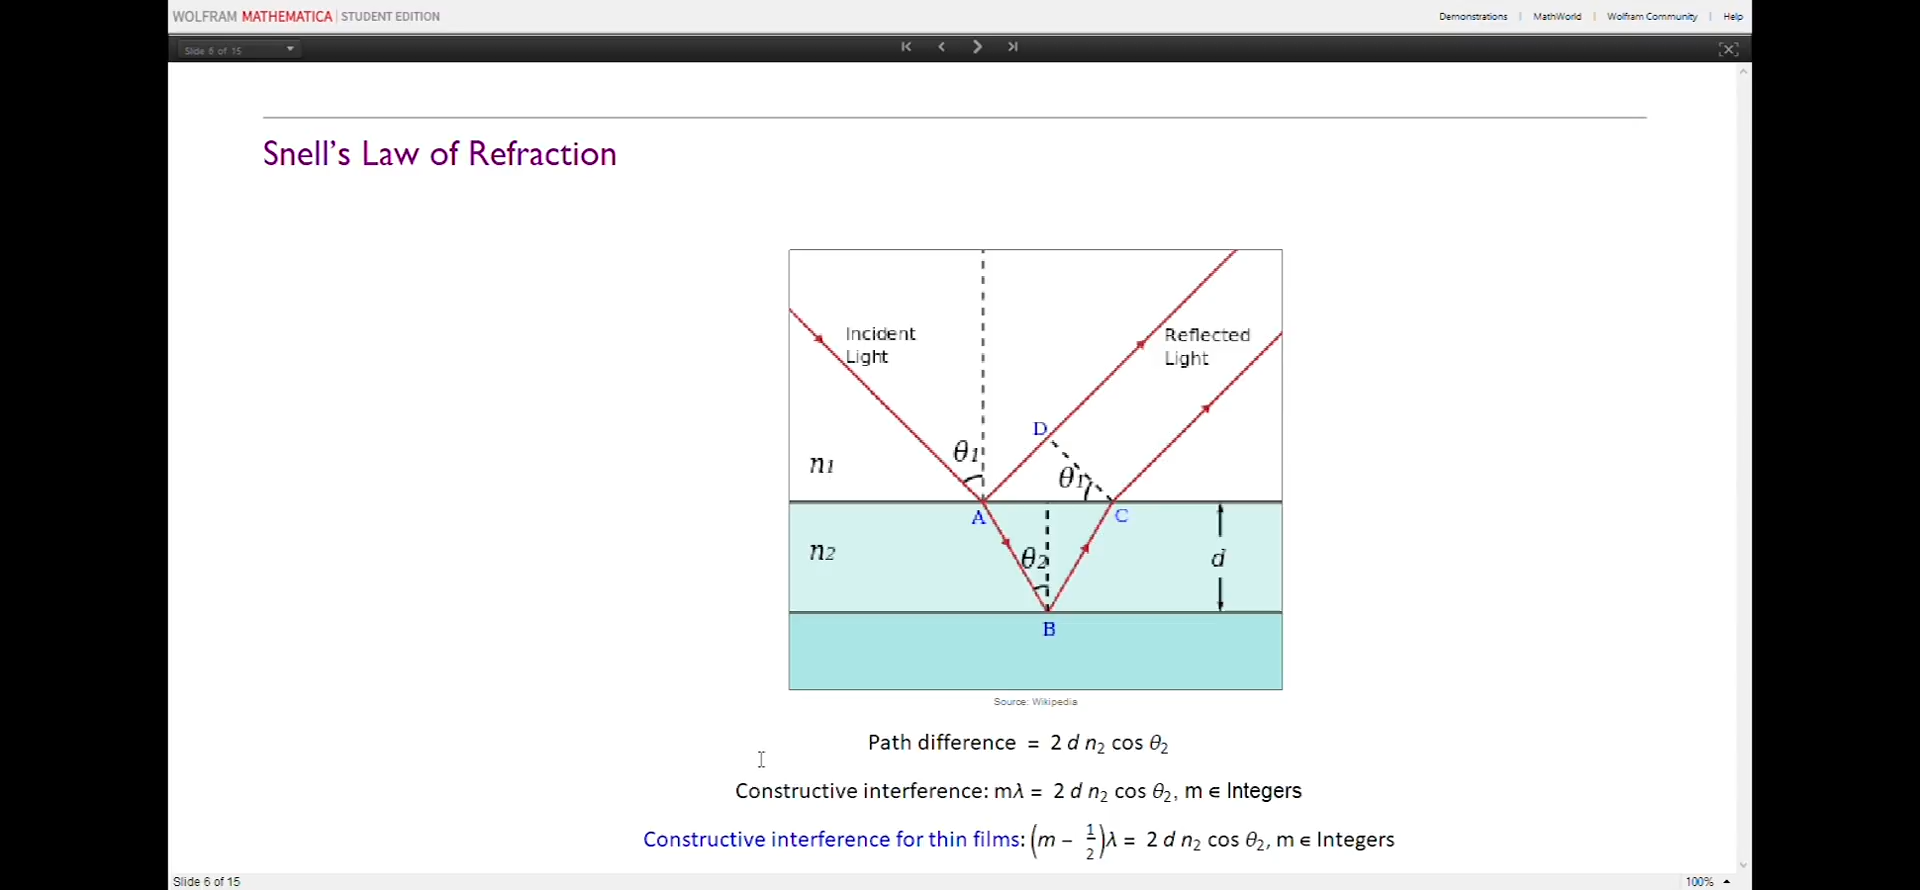 WOLFRAM MATHEMATICA | STUDENT EDITION
Demonstrations | MathWorld | Wolfram Community | Help
Slide 6 of 15
Snell's Law of Refraction
Incident
Light
Reflected
Light
D
θ1
θ1
n1
A
C
n2
θ2
d
B
Source: Wikipedia
Path difference = 2 d n₂ cos θ₂
Constructive interference: mλ = 2 d n₂ cos θ₂, m ∈ Integers
Constructive interference for thin films: (m − 1/2)λ = 2 d n₂ cos θ₂, m ∈ Integers
Slide 6 of 15
100%